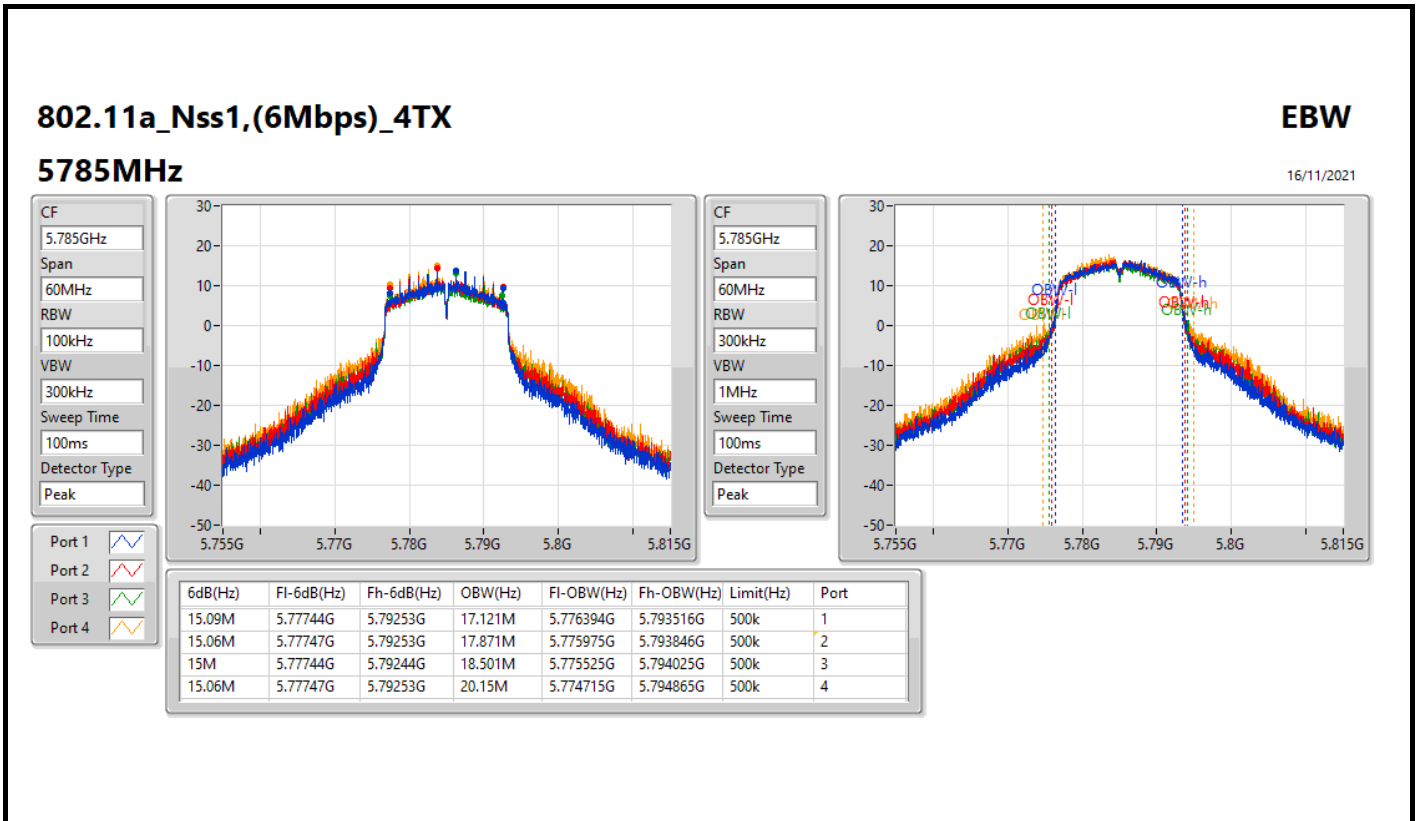 802.11a_Nss1,(6Mbps)_4TX
EBW
5785MHz
16/11/2021
CF
5.785GHz
Span
60MHz
RBW
100kHz
VBW
300kHz
Sweep Time
100ms
Detector Type
Peak
30
20
10
0
-10
-20
-30
-40
-50
5.755G 5.77G 5.78G 5.79G 5.8G 5.815G
CF
5.785GHz
Span
60MHz
RBW
300kHz
VBW
1MHz
Sweep Time
100ms
Detector Type
Peak
30
20
10
0
-10
-20
-30
-40
-50
OBW-l
OBW-l
OBW-l
OBW-h
OBW-h
OBW-h
5.755G 5.77G 5.78G 5.79G 5.8G 5.815G
Port 1
Port 2
Port 3
Port 4
6dB(Hz) Fl-6dB(Hz) Fh-6dB(Hz) OBW(Hz) Fl-OBW(Hz) Fh-OBW(Hz) Limit(Hz) Port
15.09M 5.77744G 5.79253G 17.121M 5.776394G 5.793516G 500k 1
15.06M 5.77747G 5.79253G 17.871M 5.775975G 5.793846G 500k 2
15M 5.77744G 5.79244G 18.501M 5.775525G 5.794025G 500k 3
15.06M 5.77747G 5.79253G 20.15M 5.774715G 5.794865G 500k 4